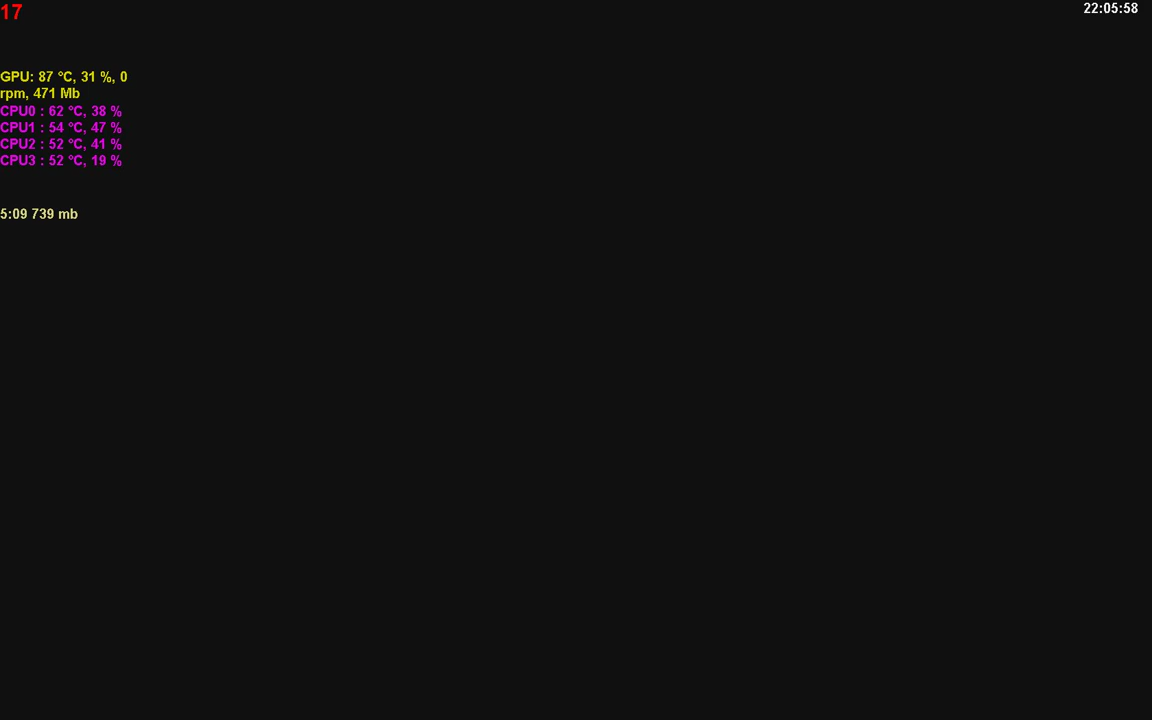 17
22:05:58
GPU: 87 °C, 31 %, 0
rpm, 471 Mb
CPU0 : 62 °C, 38 %
CPU1 : 54 °C, 47 %
CPU2 : 52 °C, 41 %
CPU3 : 52 °C, 19 %
5:09 739 mb